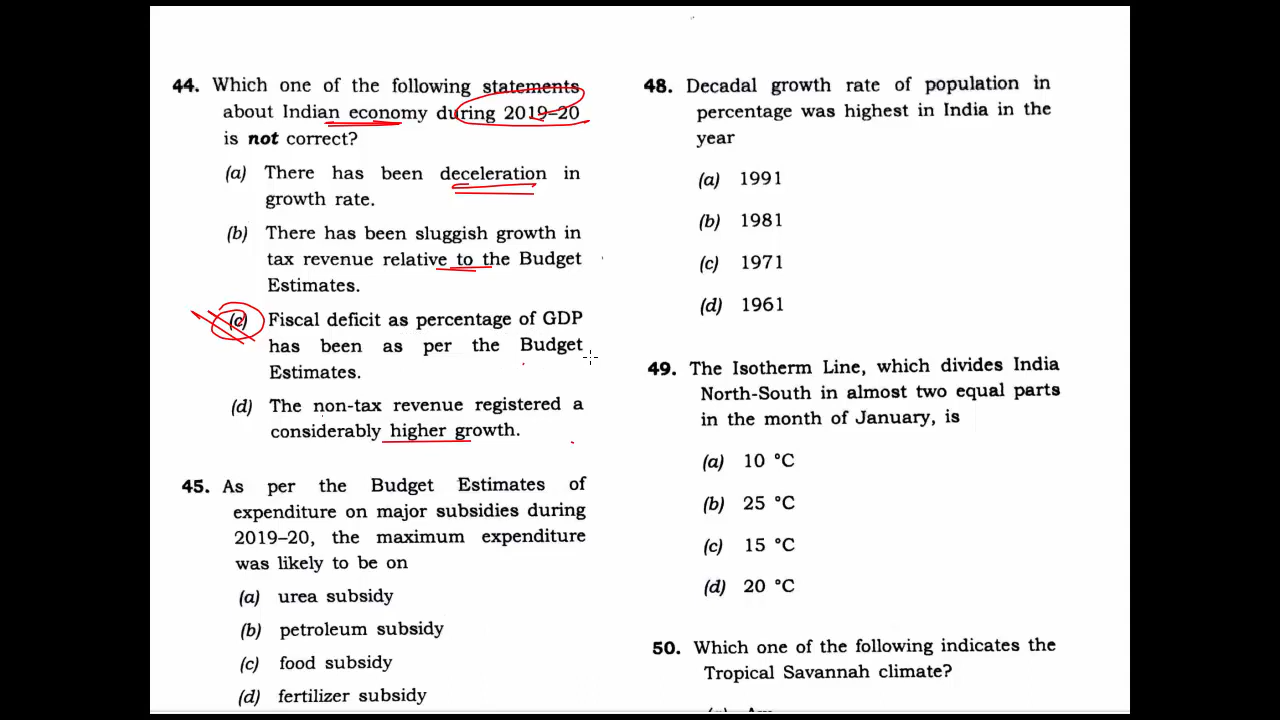 44. Which one of the following statements
about Indian economy during 2019–20
is not correct?
(a) There has been deceleration in
growth rate.
(b) There has been sluggish growth in
tax revenue relative to the Budget
Estimates.
(c) Fiscal deficit as percentage of GDP
has been as per the Budget
Estimates.
(d) The non-tax revenue registered a
considerably higher growth.
45. As per the Budget Estimates of
expenditure on major subsidies during
2019–20, the maximum expenditure
was likely to be on
(a) urea subsidy
(b) petroleum subsidy
(c) food subsidy
(d) fertilizer subsidy
48. Decadal growth rate of population in
percentage was highest in India in the
year
(a) 1991
(b) 1981
(c) 1971
(d) 1961
49. The Isotherm Line, which divides India
North-South in almost two equal parts
in the month of January, is
(a) 10 °C
(b) 25 °C
(c) 15 °C
(d) 20 °C
50. Which one of the following indicates the
Tropical Savannah climate?